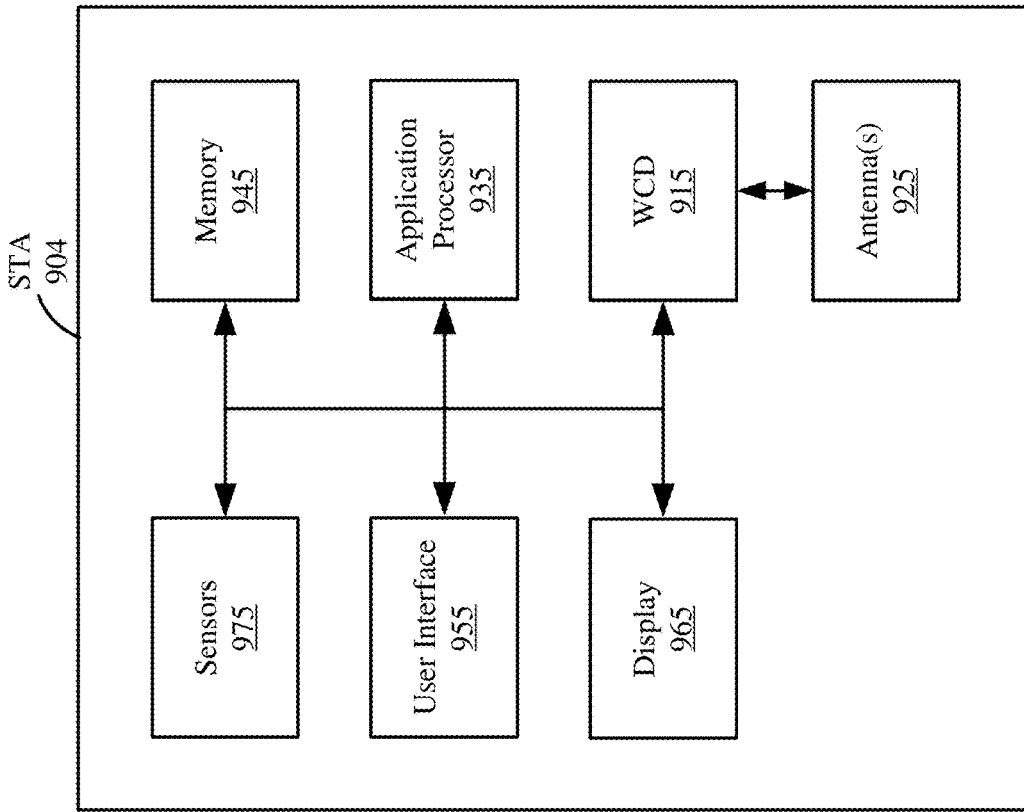 STA
904
Memory
945
Application
Processor
935
WCD
915
Antenna(s)
925
Sensors
975
User Interface
955
Display
965